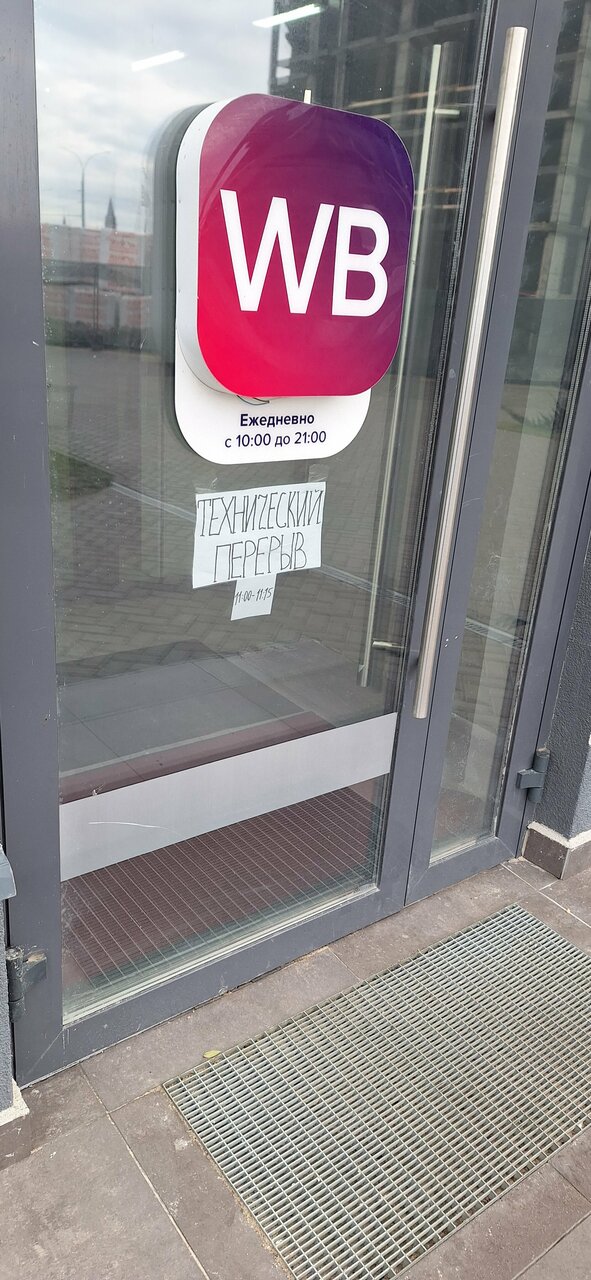 WB
Ежедневно
с 10:00 до 21:00
ТЕХНИЧЕСКИЙ
ПЕРЕРЫВ
11:00-11:15